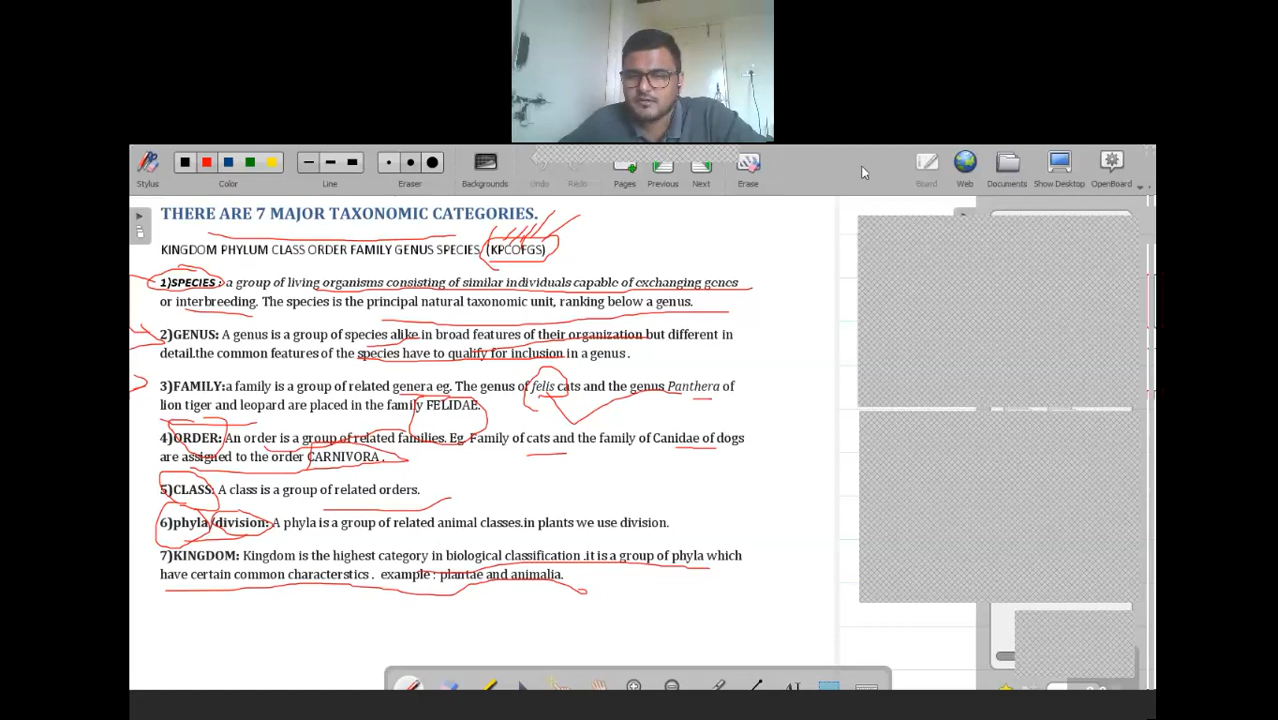 Stylus
Color
Line
Eraser
Backgrounds
Undo
Redo
Pages
Previous
Next
Erase
Board
Web
Documents
Show Desktop
OpenBoard
THERE ARE 7 MAJOR TAXONOMIC CATEGORIES.
KINGDOM PHYLUM CLASS ORDER FAMILY GENUS SPECIES (KPCOFGS)
1)SPECIES : a group of living organisms consisting of similar individuals capable of exchanging genes
or interbreeding. The species is the principal natural taxonomic unit, ranking below a genus.
2)GENUS: A genus is a group of species alike in broad features of their organization but different in
detail.the common features of the species have to qualify for inclusion in a genus .
3)FAMILY:a family is a group of related genera eg. The genus of felis cats and the genus Panthera of
lion tiger and leopard are placed in the family FELIDAE.
4)ORDER: An order is a group of related families. Eg. Family of cats and the family of Canidae of dogs
are assigned to the order CARNIVORA .
5)CLASS: A class is a group of related orders.
6)phyla/division: A phyla is a group of related animal classes.in plants we use division.
7)KINGDOM: Kingdom is the highest category in biological classification .it is a group of phyla which
have certain common characterstics . example : plantae and animalia.